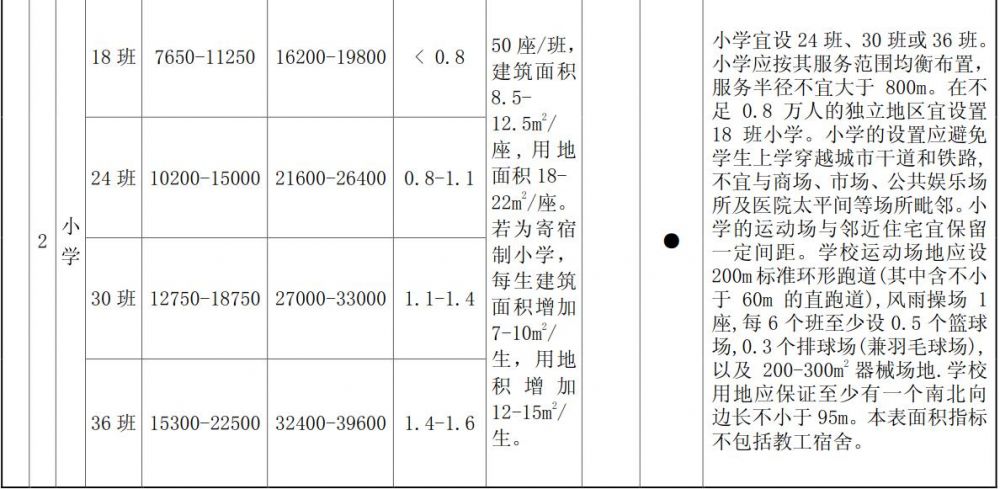 2
小
学
18 班
7650-11250
16200-19800
< 0.8
24 班
10200-15000
21600-26400
0.8-1.1
30 班
12750-18750
27000-33000
1.1-1.4
36 班
15300-22500
32400-39600
1.4-1.6
50 座/班，
建筑面积
8.5-
12.5m²/
座，用地
面积 18-
22m²/座。
若为寄宿
制小学，
每生建筑
面积增加
7-10m²/
生，用地
积增加
12-15m²/
生。
●
小学宜设 24 班、30 班或 36 班。
小学应按其服务范围均衡布置，
服务半径不宜大于 800m。在不
足 0.8 万人的独立地区宜设置
18 班小学。小学的设置应避免
学生上学穿越城市干道和铁路，
不宜与商场、市场、公共娱乐场
所及医院太平间等场所毗邻。小
学的运动场与邻近住宅宜保留
一定间距。学校运动场地应设
200m 标准环形跑道(其中含不小
于 60m 的直跑道),风雨操场 1
座,每 6 个班至少设 0.5 个篮球
场,0.3 个排球场(兼羽毛球场),
以及 200-300m² 器械场地.学校
用地应保证至少有一个南北向
边长不小于 95m。本表面积指标
不包括教工宿舍。